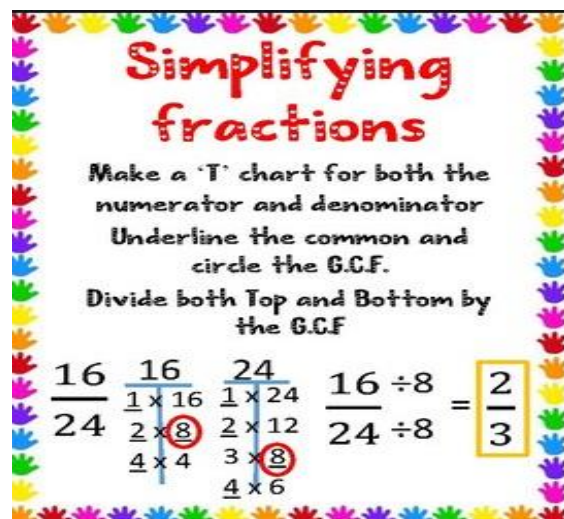 Simplifying
fractions
Make a 'T' chart for both the
numerator and denominator
Underline the common and
circle the G.C.F.
Divide both Top and Bottom by
the G.C.F
16
24
16
1 x 16
2 x 8
4 x 4
24
1 x 24
2 x 12
3 x 8
4 x 6
16 ÷8
24 ÷8
=
2
3